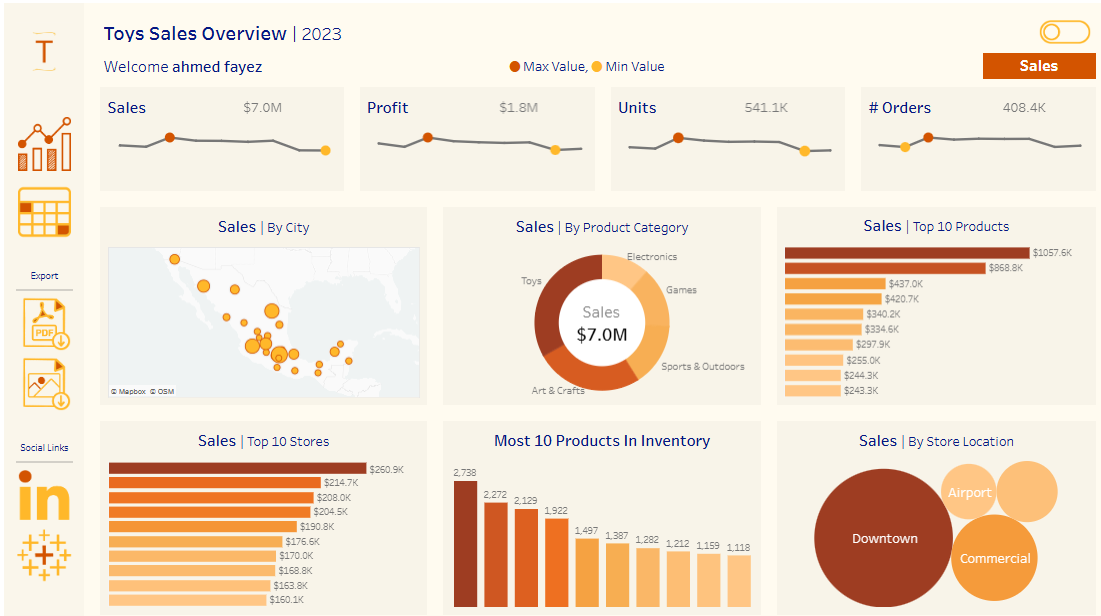 T
Toys Sales Overview | 2023
Welcome ahmed fayez
Max Value, Min Value
Sales
Sales $7.0M
Profit $1.8M
Units 541.1K
# Orders 408.4K
Export
PDF
Social Links
in
Sales | By City
© Mapbox © OSM
Sales | By Product Category
Electronics
Toys
Games
Sales
$7.0M
Sports & Outdoors
Art & Crafts
Sales | Top 10 Products
$1057.6K
$868.8K
$437.0K
$420.7K
$340.2K
$334.6K
$297.9K
$255.0K
$244.3K
$243.3K
Sales | Top 10 Stores
$260.9K
$214.7K
$208.0K
$204.5K
$190.8K
$176.6K
$170.0K
$168.8K
$163.8K
$160.1K
Most 10 Products In Inventory
2,738
2,272
2,129
1,922
1,497
1,387
1,282
1,212
1,159
1,118
Sales | By Store Location
Airport
Downtown
Commercial